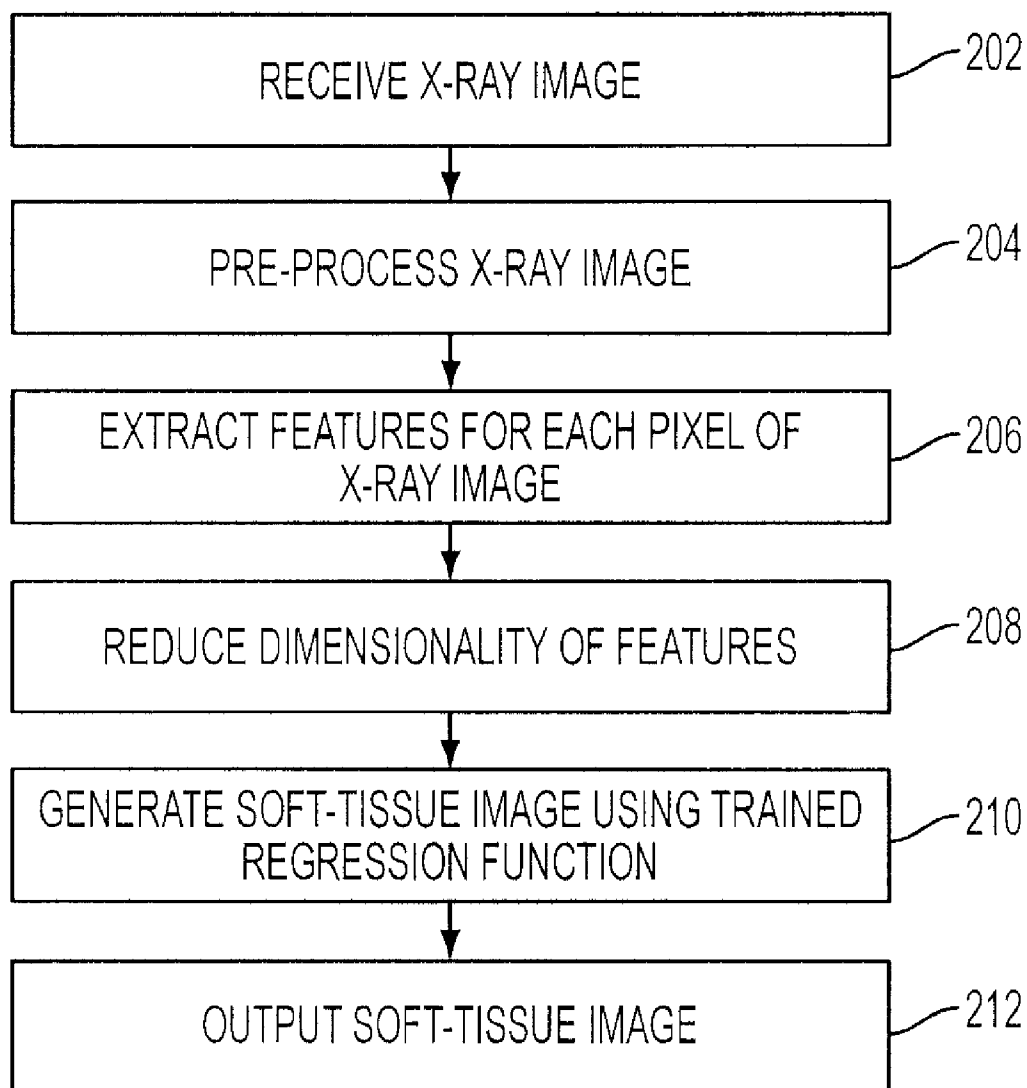 RECEIVE X-RAY IMAGE
202
PRE-PROCESS X-RAY IMAGE
204
EXTRACT FEATURES FOR EACH PIXEL OF
X-RAY IMAGE
206
REDUCE DIMENSIONALITY OF FEATURES
208
GENERATE SOFT-TISSUE IMAGE USING TRAINED
REGRESSION FUNCTION
210
OUTPUT SOFT-TISSUE IMAGE
212